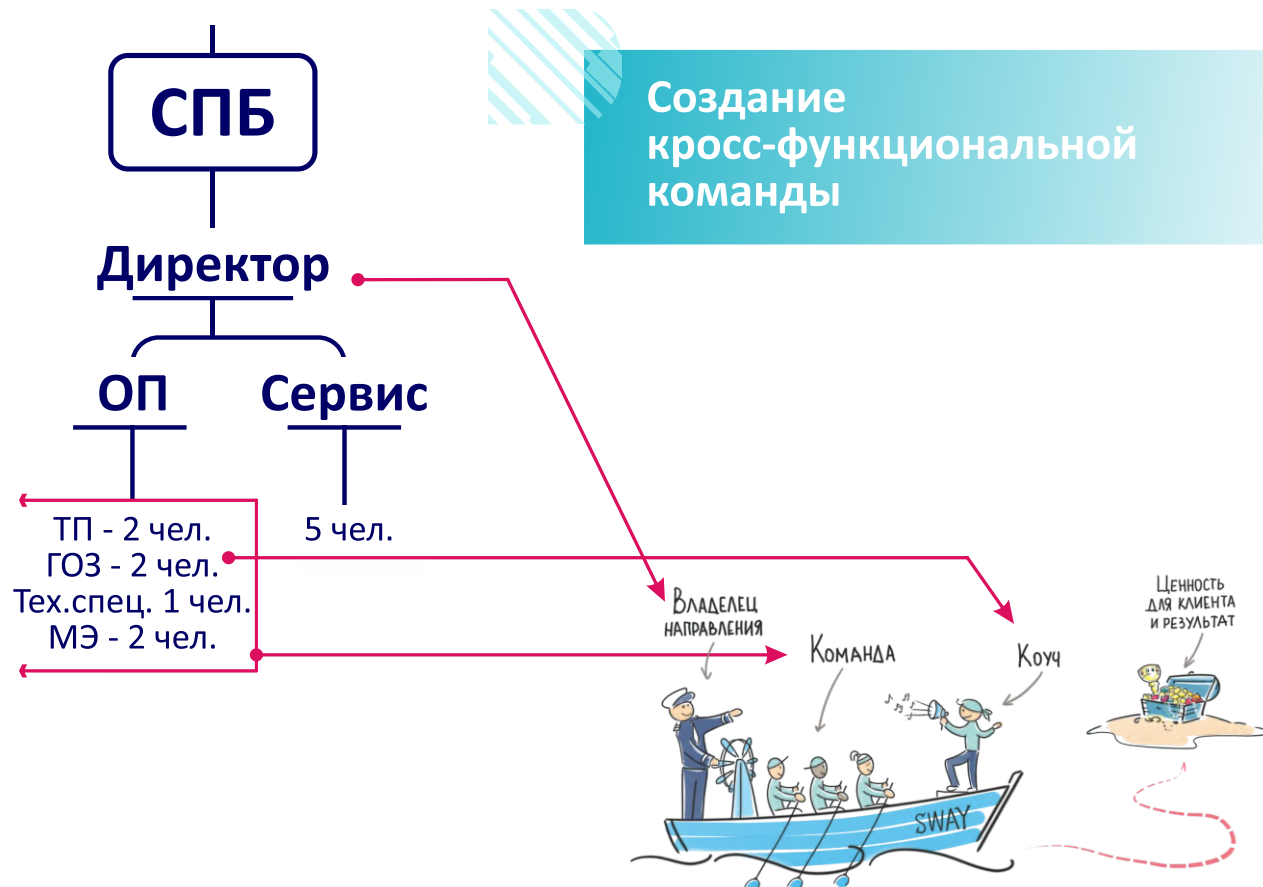 СПБ
Создание
кросс-функциональной
команды
Директор
ОП
Сервис
ТП - 2 чел.
ГОЗ - 2 чел.
Тех.спец. 1 чел.
МЭ - 2 чел.
5 чел.
Владелец
направления
Команда
Коуч
Ценность
для клиента
и результат
SWAY